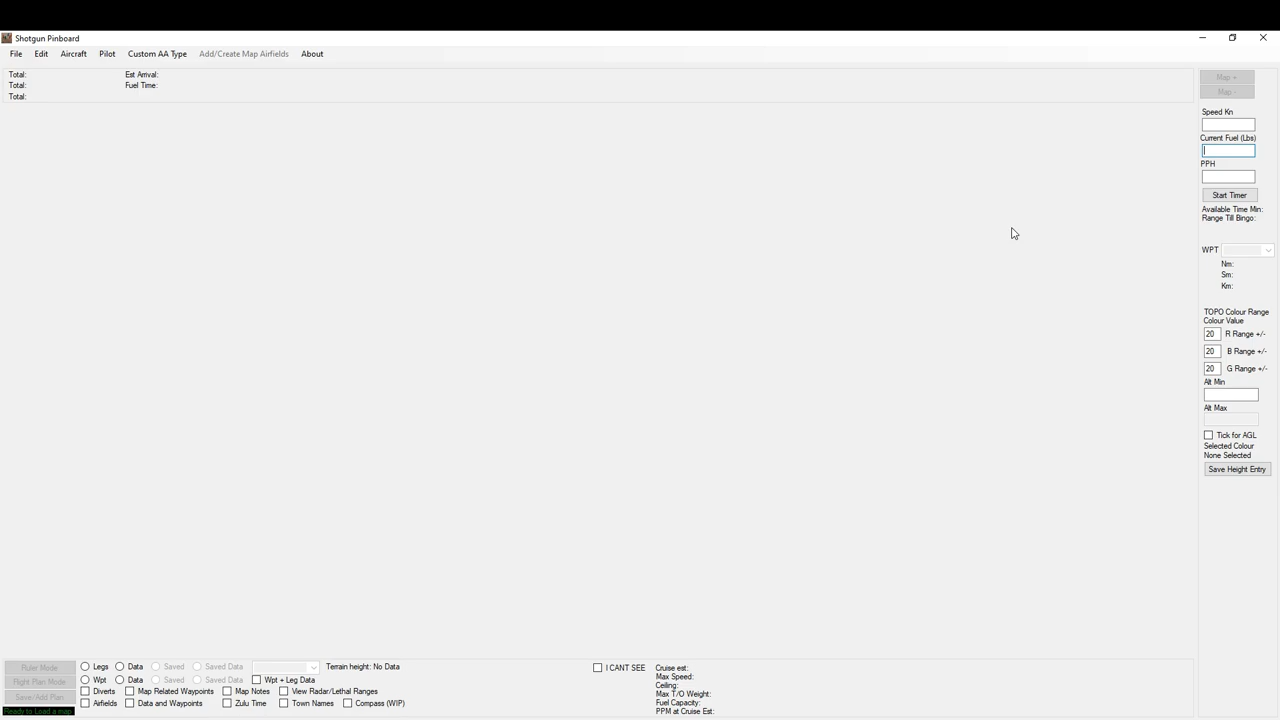 Shotgun Pinboard
File Edit Aircraft Pilot Custom AA Type Add/Create Map Airfields About
Total: Est Arrival:
Total: Fuel Time:
Total:
Map +
Map -
Speed Kn
Current Fuel (Lbs)
PPH
Start Timer
Available Time Min:
Range Till Bingo:
WPT
Nm:
Sm:
Km:
TOPO Colour Range
Colour Value
20 R Range +/-
20 B Range +/-
20 G Range +/-
Alt Min
Alt Max
Tick for AGL
Selected Colour
None Selected
Save Height Entry
Ruler Mode Legs Data Saved Saved Data Terrain height: No Data I CANT SEE Cruise est:
Max Speed:
Flight Plan Mode Wpt Data Saved Saved Data Wpt + Leg Data Ceiling:
Diverts Map Related Waypoints Map Notes View Radar/Lethal Ranges Max T/O Weight:
Save/Add Plan Airfields Data and Waypoints Zulu Time Town Names Compass (WIP) Fuel Capacity:
Ready to Load a map PPM at Cruise Est: